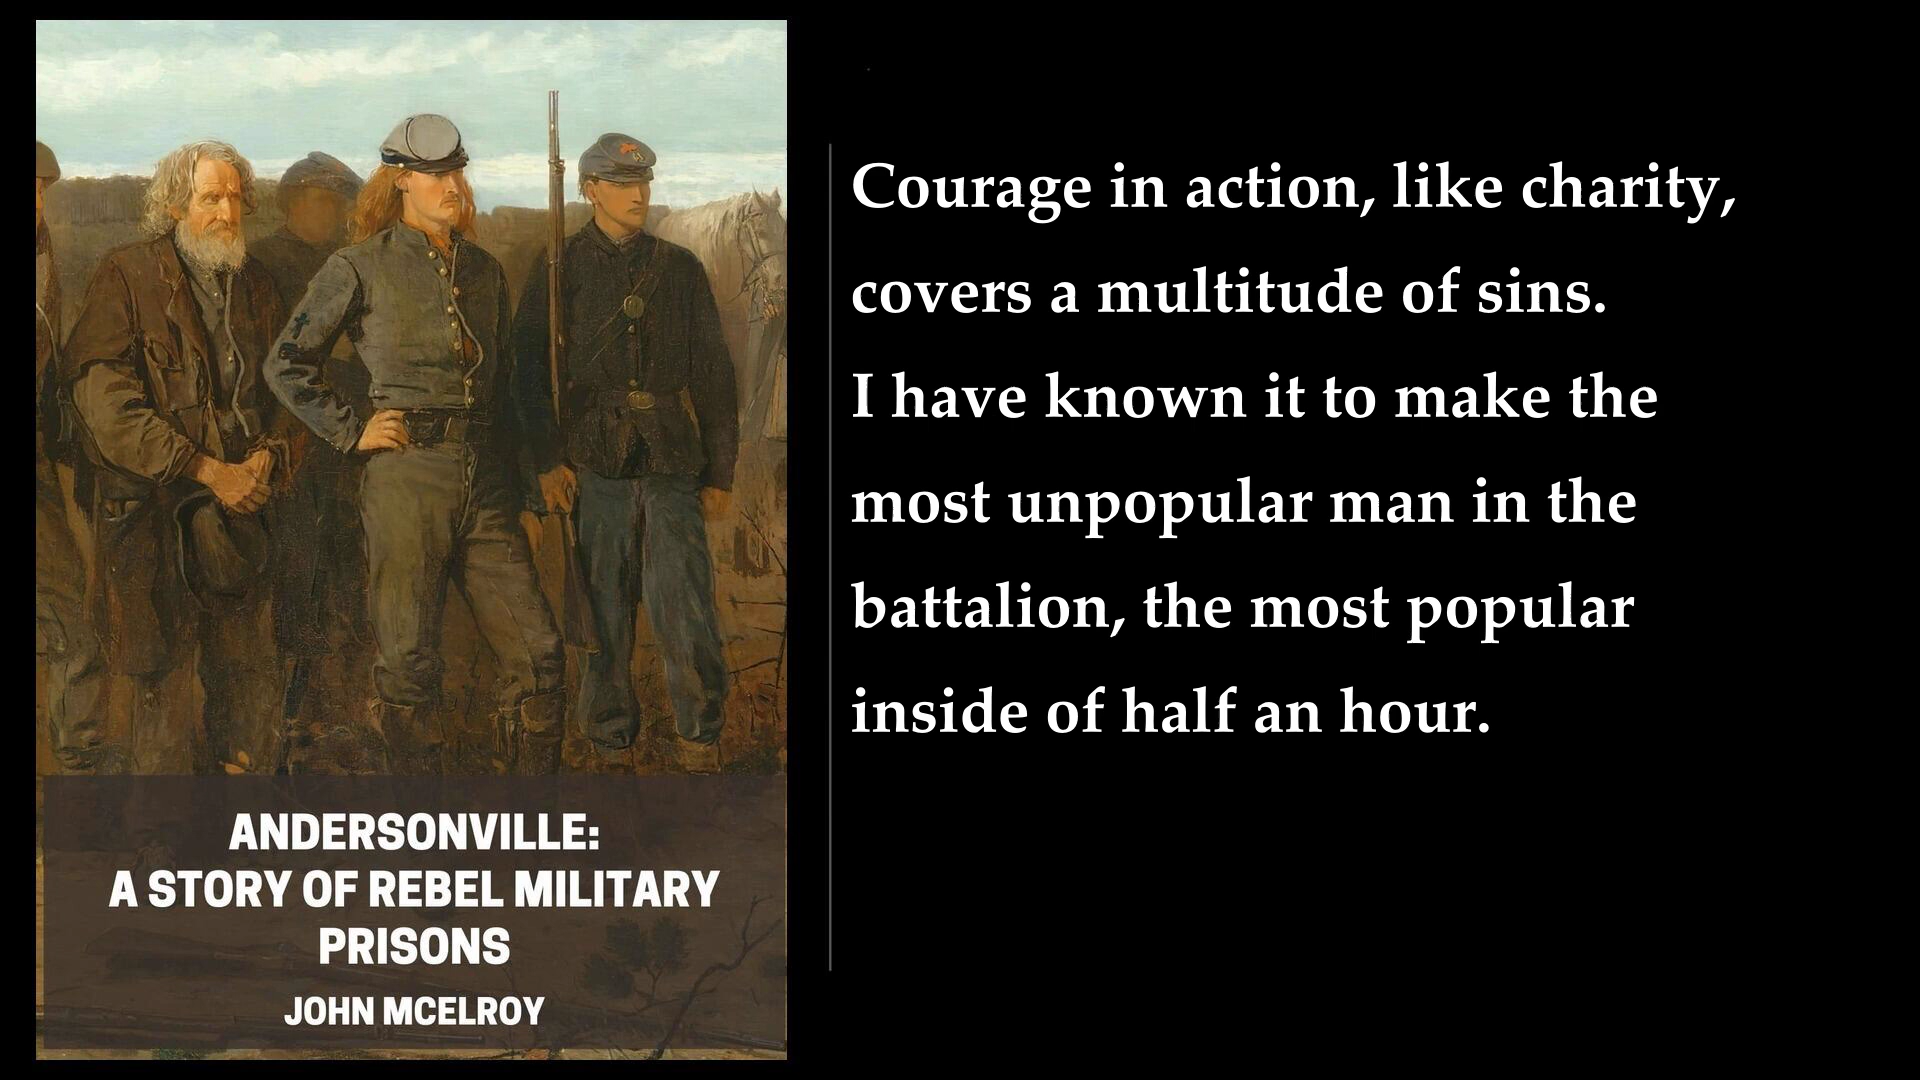 Courage in action, like charity,
covers a multitude of sins.
I have known it to make the
most unpopular man in the
battalion, the most popular
inside of half an hour.
ANDERSONVILLE:
A STORY OF REBEL MILITARY
PRISONS
JOHN MCELROY